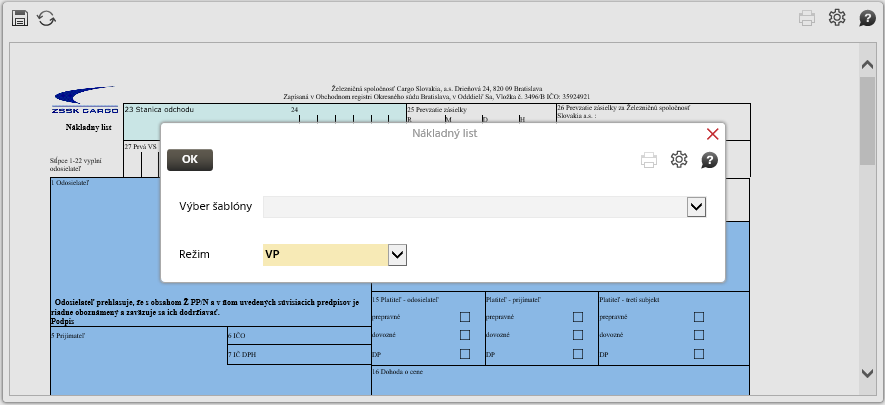 Železničná spoločnosť Cargo Slovakia, a.s. Drieňová 24, 820 09 Bratislava
Zapísaná v Obchodnom registri Okresného súdu Bratislava, v Odddieli Sa, Vložka č. 3496/B IČO: 35924921
ZSSK CARGO
Nákladný list
23 Stanica odchodu
24
25 Prevzatie zásielky
R M D H
26 Prevzatie zásielky za Železničnú spoločnosť
Slovakia a.s. :
27 Prvá VS
Stĺpce 1-22 vyplní
odosielateľ
1 Odosielateľ
Nákladný list
OK
Výber šablóny
Režim
VP
Odosielateľ prehlasuje, že s obsahom Ž PP/N a v ňom uvedených súvisiacich predpisov je
riadne oboznámený a zaväzuje sa ich dodržiavať.
Podpis
15 Platiteľ - odosielateľ
Platiteľ - prijímateľ
Platiteľ - tretí subjekt
prepravné
prepravné
prepravné
dovozné
dovozné
dovozné
DP
DP
DP
5 Prijímateľ
6 IČO
7 IČ DPH
16 Dohoda o cene